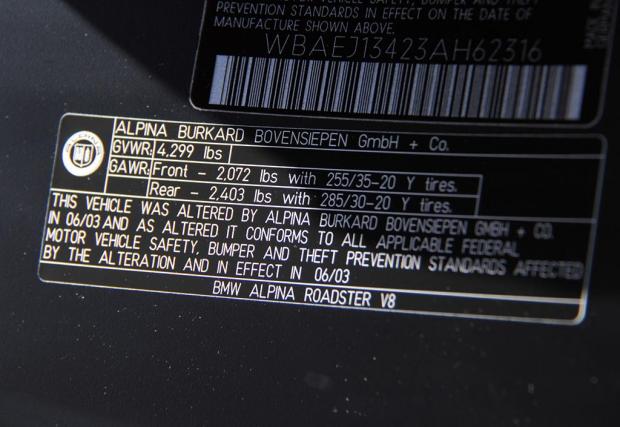 PREVENTION STANDARDS IN EFFECT ON THE DATE OF
MANUFACTURE SHOWN ABOVE.
WBAEJ13423AH62316
ALPINA BURKARD BOVENSIEPEN GmbH + Co.
GVWR: 4,299 lbs
GAWR: Front - 2,072 lbs with 255/35-20 Y tires.
Rear - 2,403 lbs with 285/30-20 Y tires.
THIS VEHICLE WAS ALTERED BY ALPINA BURKARD BOVENSIEPEN GMBH + CO.
IN 06/03 AND AS ALTERED IT CONFORMS TO ALL APPLICABLE FEDERAL
MOTOR VEHICLE SAFETY, BUMPER AND THEFT PREVENTION STANDARDS AFFECTED
BY THE ALTERATION AND IN EFFECT IN 06/03
BMW ALPINA ROADSTER V8